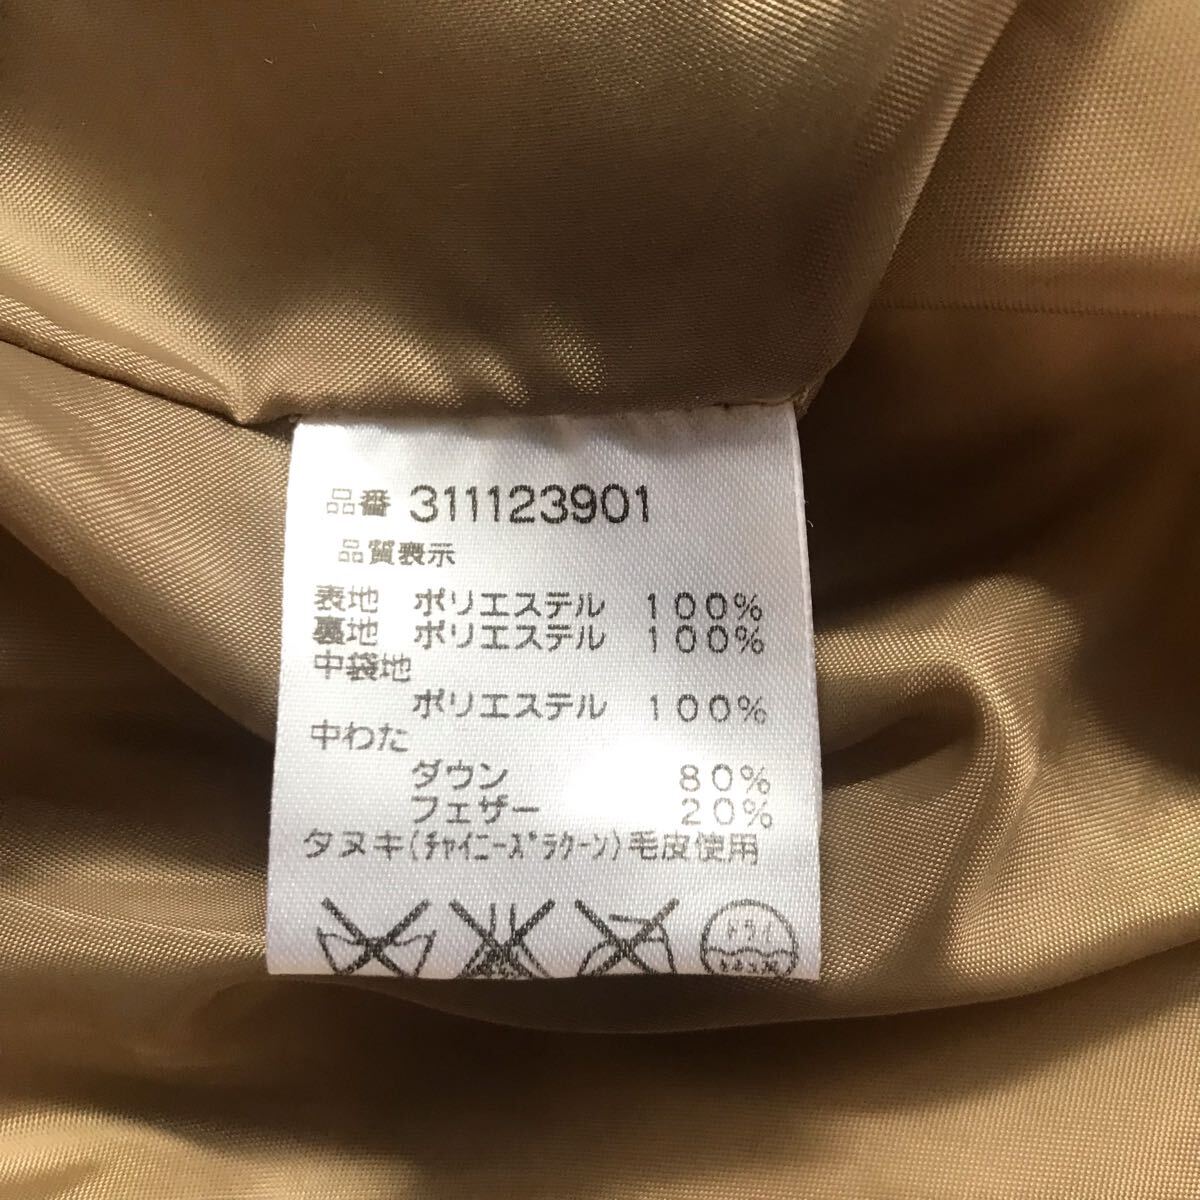 品番 311123901
品質表示
表地 ポリエステル 100%
裏地 ポリエステル 100%
中袋地
ポリエステル 100%
中わた
ダウン 80%
フェザー 20%
タヌキ(チャイニーズラクーン)毛皮使用
ドライ